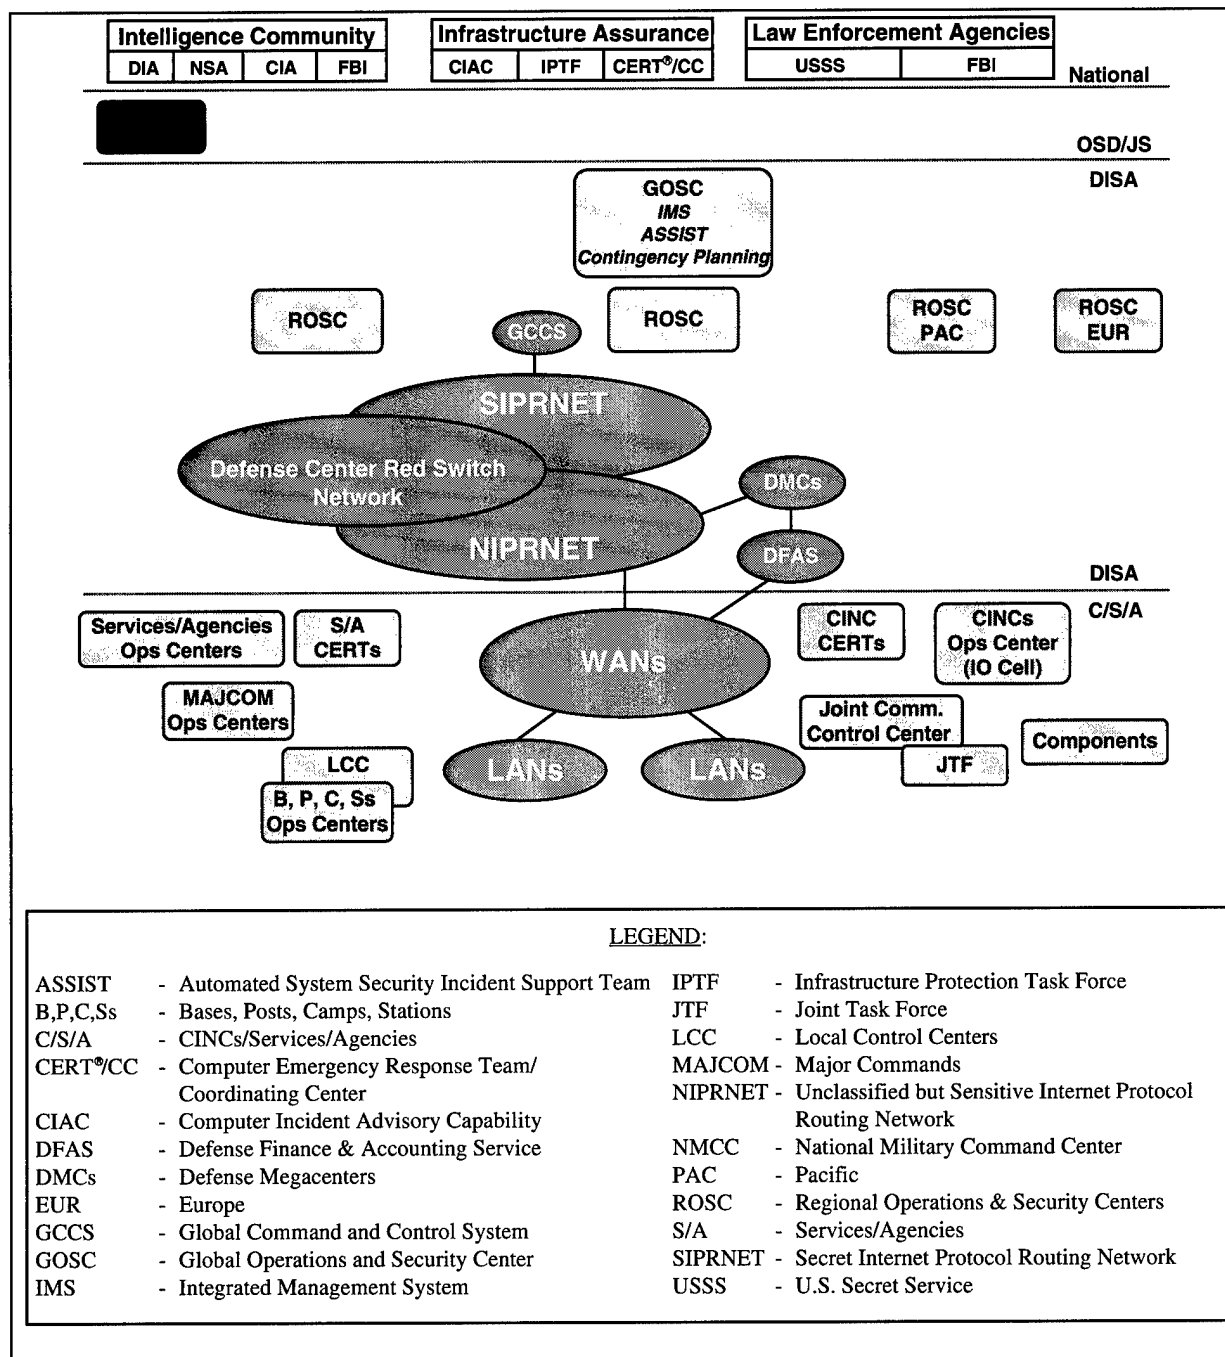 Intelligence Community
DIA NSA CIA FBI
Infrastructure Assurance
CIAC IPTF CERT®/CC
Law Enforcement Agencies
USSS FBI
National
OSD/JS
DISA
GOSC
IMS
ASSIST
Contingency Planning
ROSC
GCCS
ROSC
ROSC
PAC
ROSC
EUR
SIPRNET
Defense Center Red Switch
Network
NIPRNET
DMCs
DFAS
DISA
C/S/A
Services/Agencies
Ops Centers
S/A
CERTs
WANs
CINC
CERTs
CINCs
Ops Center
(IO Cell)
MAJCOM
Ops Centers
Joint Comm.
Control Center
Components
LCC
LANs
LANs
JTF
B, P, C, Ss
Ops Centers
LEGEND:
ASSIST - Automated System Security Incident Support Team
B,P,C,Ss - Bases, Posts, Camps, Stations
C/S/A - CINCs/Services/Agencies
CERT®/CC - Computer Emergency Response Team/
Coordinating Center
CIAC - Computer Incident Advisory Capability
DFAS - Defense Finance & Accounting Service
DMCs - Defense Megacenters
EUR - Europe
GCCS - Global Command and Control System
GOSC - Global Operations and Security Center
IMS - Integrated Management System
IPTF - Infrastructure Protection Task Force
JTF - Joint Task Force
LCC - Local Control Centers
MAJCOM - Major Commands
NIPRNET - Unclassified but Sensitive Internet Protocol
Routing Network
NMCC - National Military Command Center
PAC - Pacific
ROSC - Regional Operations & Security Centers
S/A - Services/Agencies
SIPRNET - Secret Internet Protocol Routing Network
USSS - U.S. Secret Service